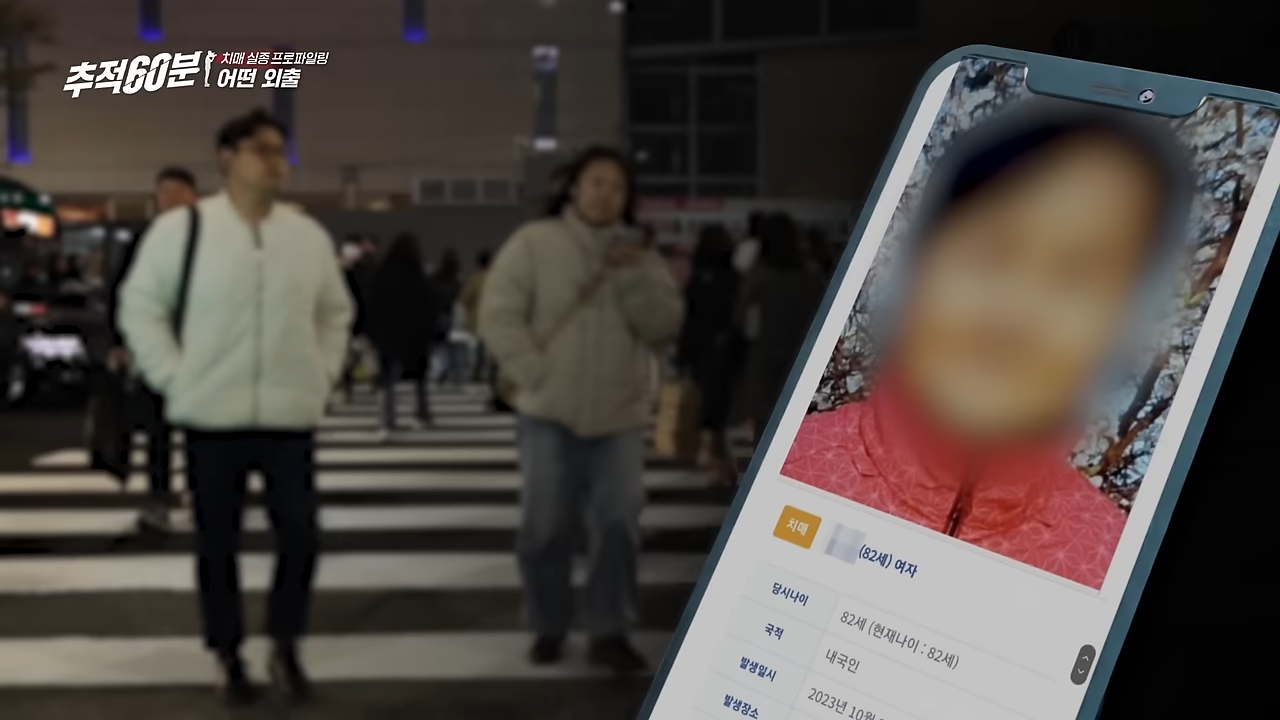 추적60분
치매 실종 프로파일링
어떤 외출
치매
(82세) 여자
당시나이
82세 (현재나이 : 82세)
국적
내국인
발생일시
2023년 10월
발생장소